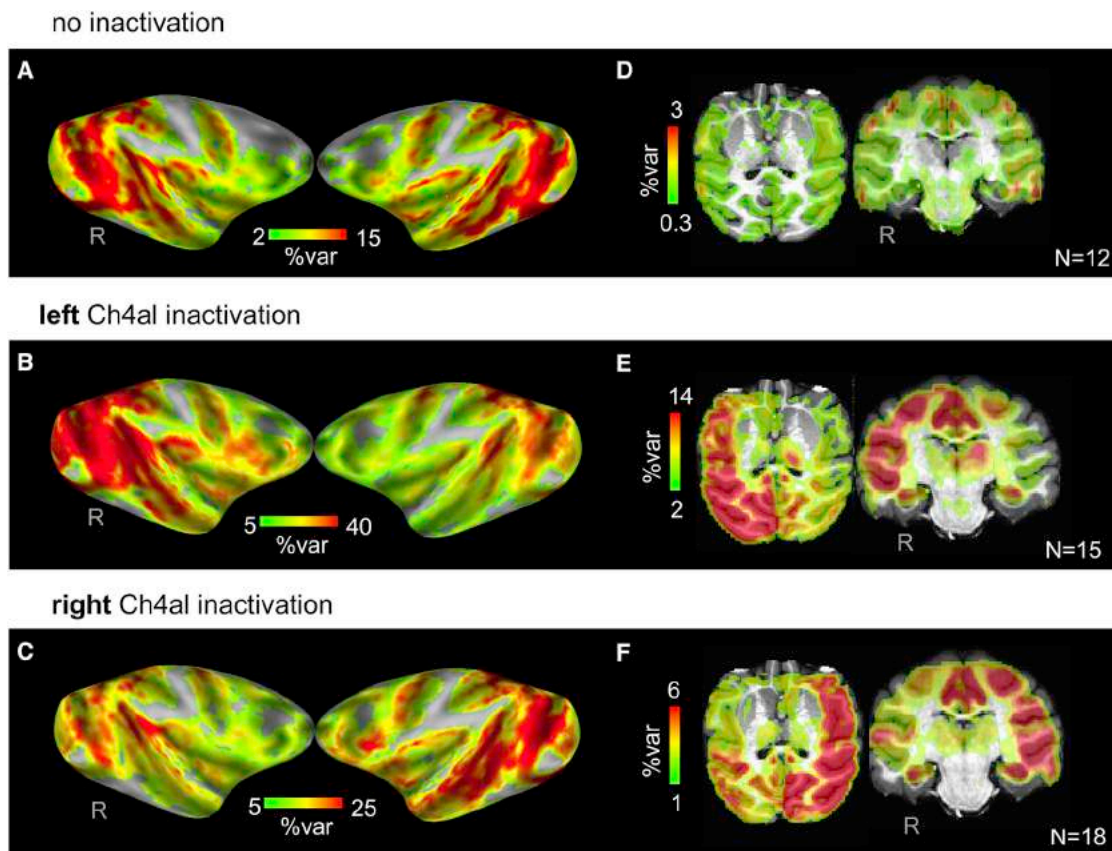 no inactivation
A
D
3
%var
0.3
R
2 15
%var
R
N=12
left Ch4al inactivation
B
E
14
%var
2
R
5 40
%var
R
N=15
right Ch4al inactivation
C
F
6
%var
1
R
5 25
%var
R
N=18